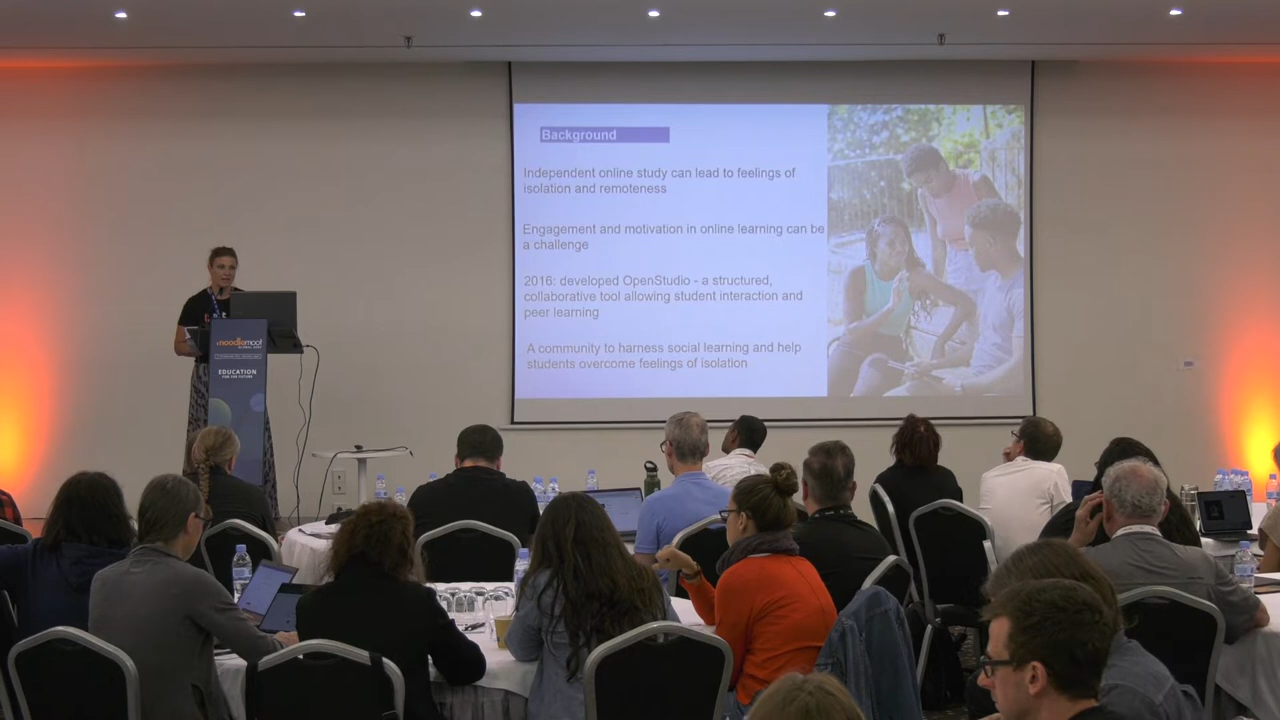 Background
Independent online study can lead to feelings of
isolation and remoteness
Engagement and motivation in online learning can be
a challenge
2016: developed OpenStudio - a structured,
collaborative tool allowing student interaction and
peer learning
A community to harness social learning and help
students overcome feelings of isolation
moodlemoot
EDUCATION
FOR THE FUTURE